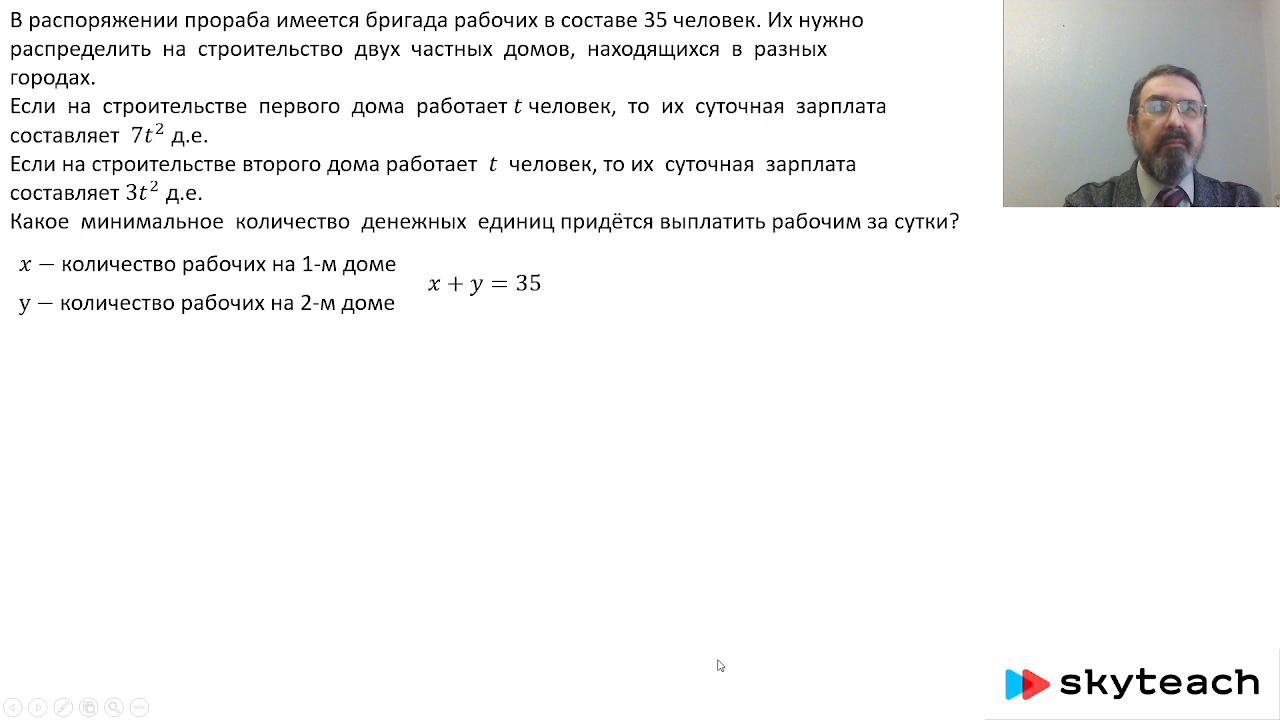 В распоряжении прораба имеется бригада рабочих в составе 35 человек. Их нужно
распределить на строительство двух частных домов, находящихся в разных
городах.
Если на строительстве первого дома работает t человек, то их суточная зарплата
составляет 7t² д.е.
Если на строительстве второго дома работает t человек, то их суточная зарплата
составляет 3t² д.е.
Какое минимальное количество денежных единиц придётся выплатить рабочим за сутки?
x — количество рабочих на 1-м доме
x + y = 35
y — количество рабочих на 2-м доме
skyteach